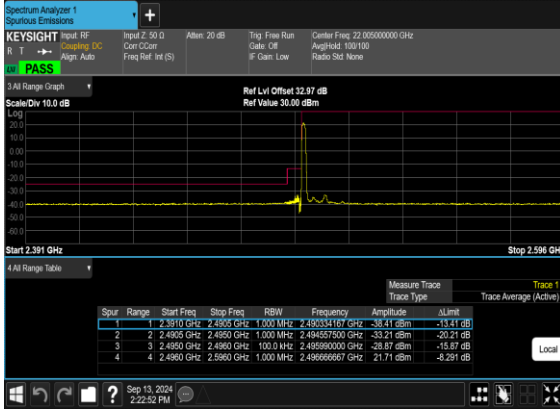 Spectrum Analyzer 1
Spurious Emissions
+
KEYSIGHT Input: RF Input Z: 50 Ω Atten: 20 dB Trig: Free Run Center Freq: 22.005000000 GHz
R T Coupling: DC Corr CCorr Gate: Off Avg|Hold: 100/100
Align: Auto Freq Ref: Int (S) IF Gain: Low Radio Std: None
PASS
3 All Range Graph
Ref Lvl Offset 32.97 dB
Scale/Div 10.0 dB Ref Value 30.00 dBm
Log
20.0
10.0
0.00
-10.0
-20.0
-30.0
-40.0
-50.0
-60.0
Start 2.391 GHz Stop 2.596 GH
4 All Range Table
Measure Trace Trace 1
Trace Type Trace Average (Active)
Spur Range Start Freq Stop Freq RBW Frequency Amplitude ΔLimit
1 1 2.3910 GHz 2.4905 GHz 1.000 MHz 2.490334167 GHz -38.41 dBm -13.41 dB
2 2 2.4905 GHz 2.4950 GHz 1.000 MHz 2.494557500 GHz -33.21 dBm -20.21 dB
3 3 2.4950 GHz 2.4960 GHz 100.0 kHz 2.495990000 GHz -28.87 dBm -15.87 dB
4 4 2.4960 GHz 2.5960 GHz 1.000 MHz 2.496666667 GHz 21.71 dBm -8.291 dB
Local
?
Sep 13, 2024
2:22:52 PM